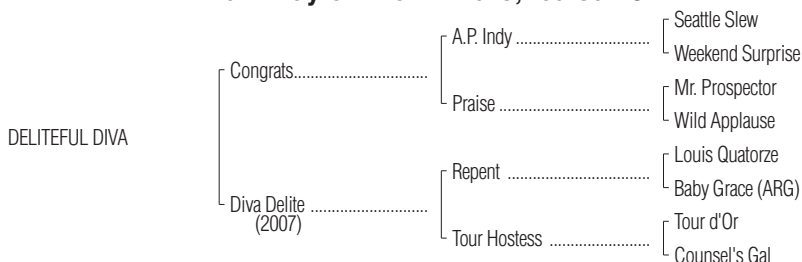 Seattle Slew
A.P. Indy
Weekend Surprise
Congrats
Mr. Prospector
Praise
Wild Applause
DELITEFUL DIVA
Louis Quatorze
Repent
Baby Grace (ARG)
Diva Delite
(2007)
Tour d'Or
Tour Hostess
Counsel's Gal